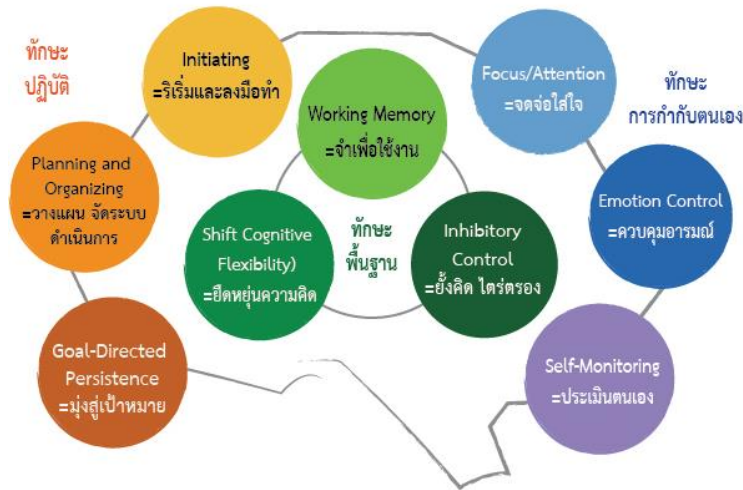 ทักษะ
ปฏิบัติ
Initiating
=ริเริ่มและลงมือทำ
Planning and
Organizing
=วางแผน จัดระบบ
ดำเนินการ
Goal-Directed
Persistence
=มุ่งสู่เป้าหมาย
Working Memory
=จำเพื่อใช้งาน
Shift Cognitive
Flexibility)
=ยืดหยุ่นความคิด
ทักษะ
พื้นฐาน
Inhibitory
Control
=ยั้งคิด ไตร่ตรอง
Focus/Attention
=จดจ่อใส่ใจ
ทักษะ
การกำกับตนเอง
Emotion Control
=ควบคุมอารมณ์
Self-Monitoring
=ประเมินตนเอง